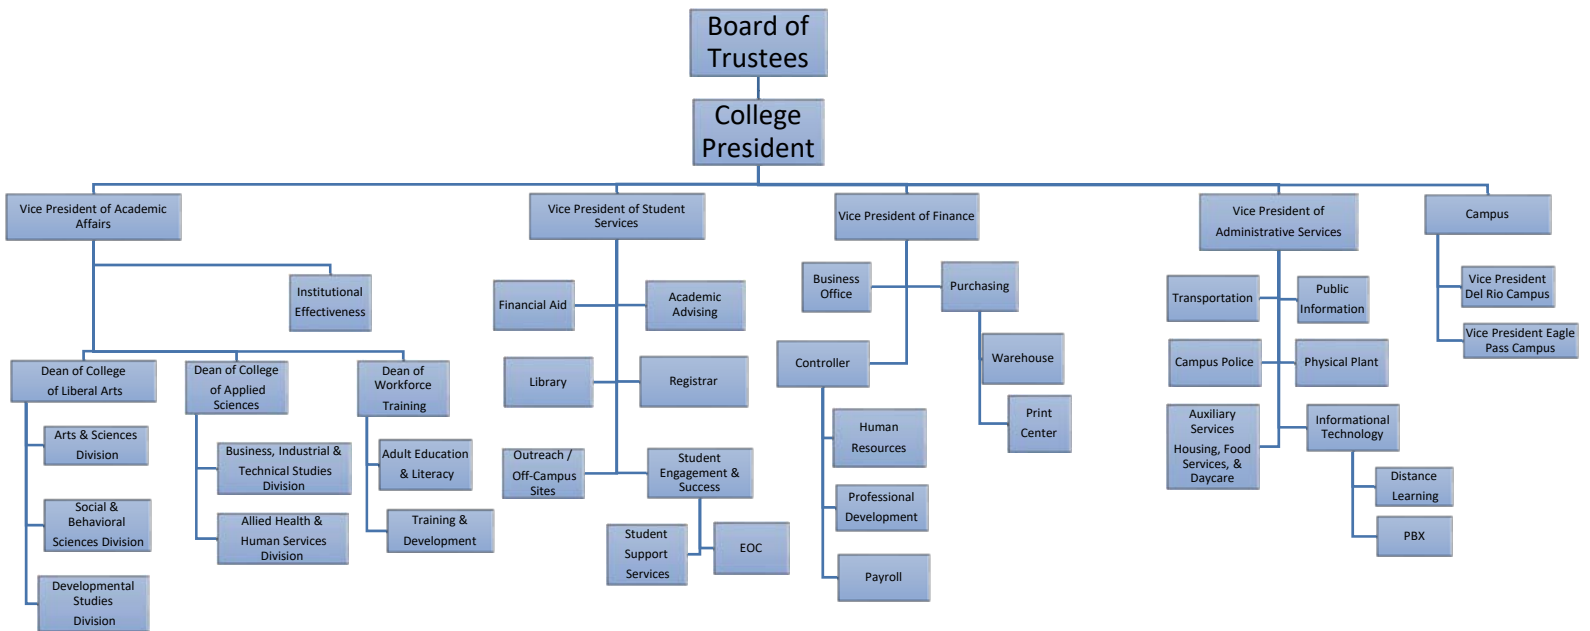 Board of
Trustees
College
President
Vice President of Academic
Affairs
Vice President of Student
Services
Vice President of Finance
Vice President of
Administrative Services
Campus
Institutional
Effectiveness
Dean of College
of Liberal Arts
Dean of College
of Applied
Sciences
Dean of
Workforce
Training
Arts & Sciences
Division
Social &
Behavioral
Sciences Division
Developmental
Studies
Division
Business, Industrial &
Technical Studies
Division
Allied Health &
Human Services
Division
Adult Education
& Literacy
Training &
Development
Financial Aid
Academic
Advising
Library
Registrar
Outreach /
Off-Campus
Sites
Student
Engagement &
Success
Student
Support
Services
EOC
Business
Office
Purchasing
Controller
Warehouse
Print
Center
Human
Resources
Professional
Development
Payroll
Transportation
Public
Information
Campus Police
Physical Plant
Auxiliary
Services
Housing, Food
Services, &
Daycare
Informational
Technology
Distance
Learning
PBX
Vice President
Del Rio Campus
Vice President Eagle
Pass Campus